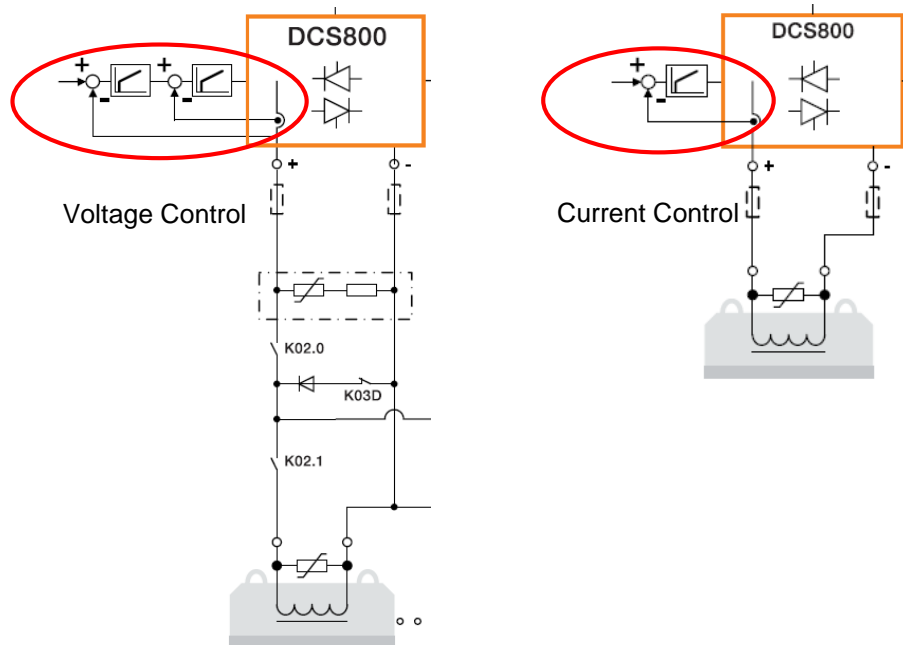 DCS800
+ +
- -
+ -
Voltage Control
K02.0
K03D
K02.1
DCS800
+
-
+ -
Current Control